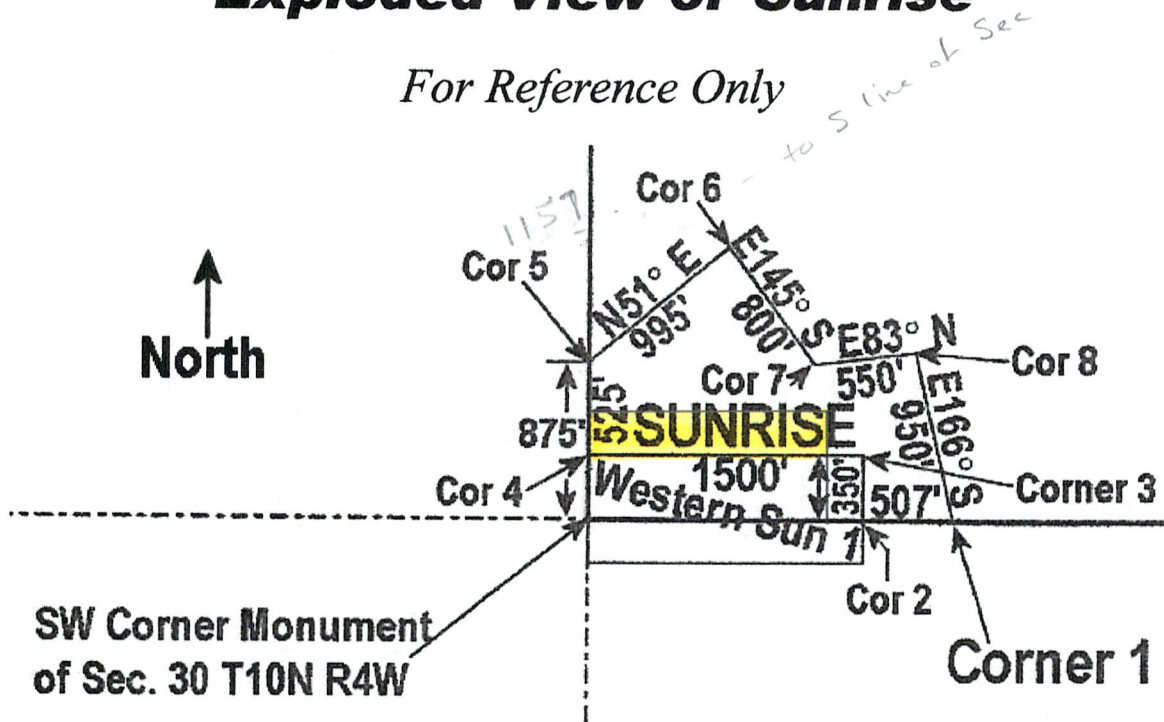 Exploded View of Sunrise
For Reference Only
to S line of Sec
1157
Cor 6
Cor 5
N51° E
995'
E145° S
800'
E83° N
550'
Cor 7
Cor 8
North
875'
525'
SUNRISE
E166° S
950'
Cor 4
1500'
350'
507'
Corner 3
Western Sun 1
Cor 2
SW Corner Monument
of Sec. 30 T10N R4W
Corner 1